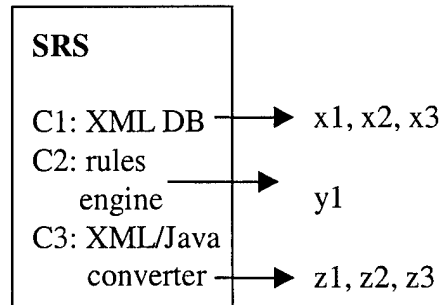 SRS
C1: XML DB
x1, x2, x3
C2: rules
engine
y1
C3: XML/Java
converter
z1, z2, z3